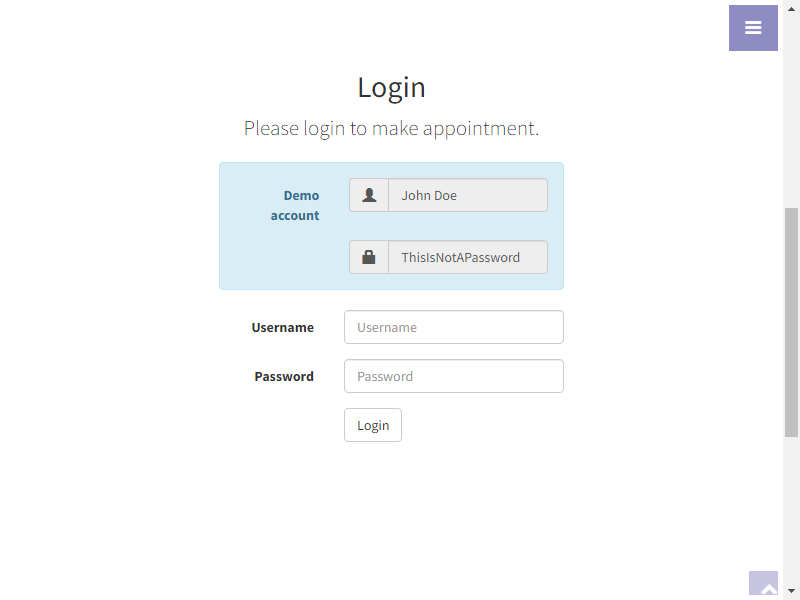 Login
Please login to make appointment.
Demo account
John Doe
ThisIsNotAPassword
Username
Username
Password
Password
Login